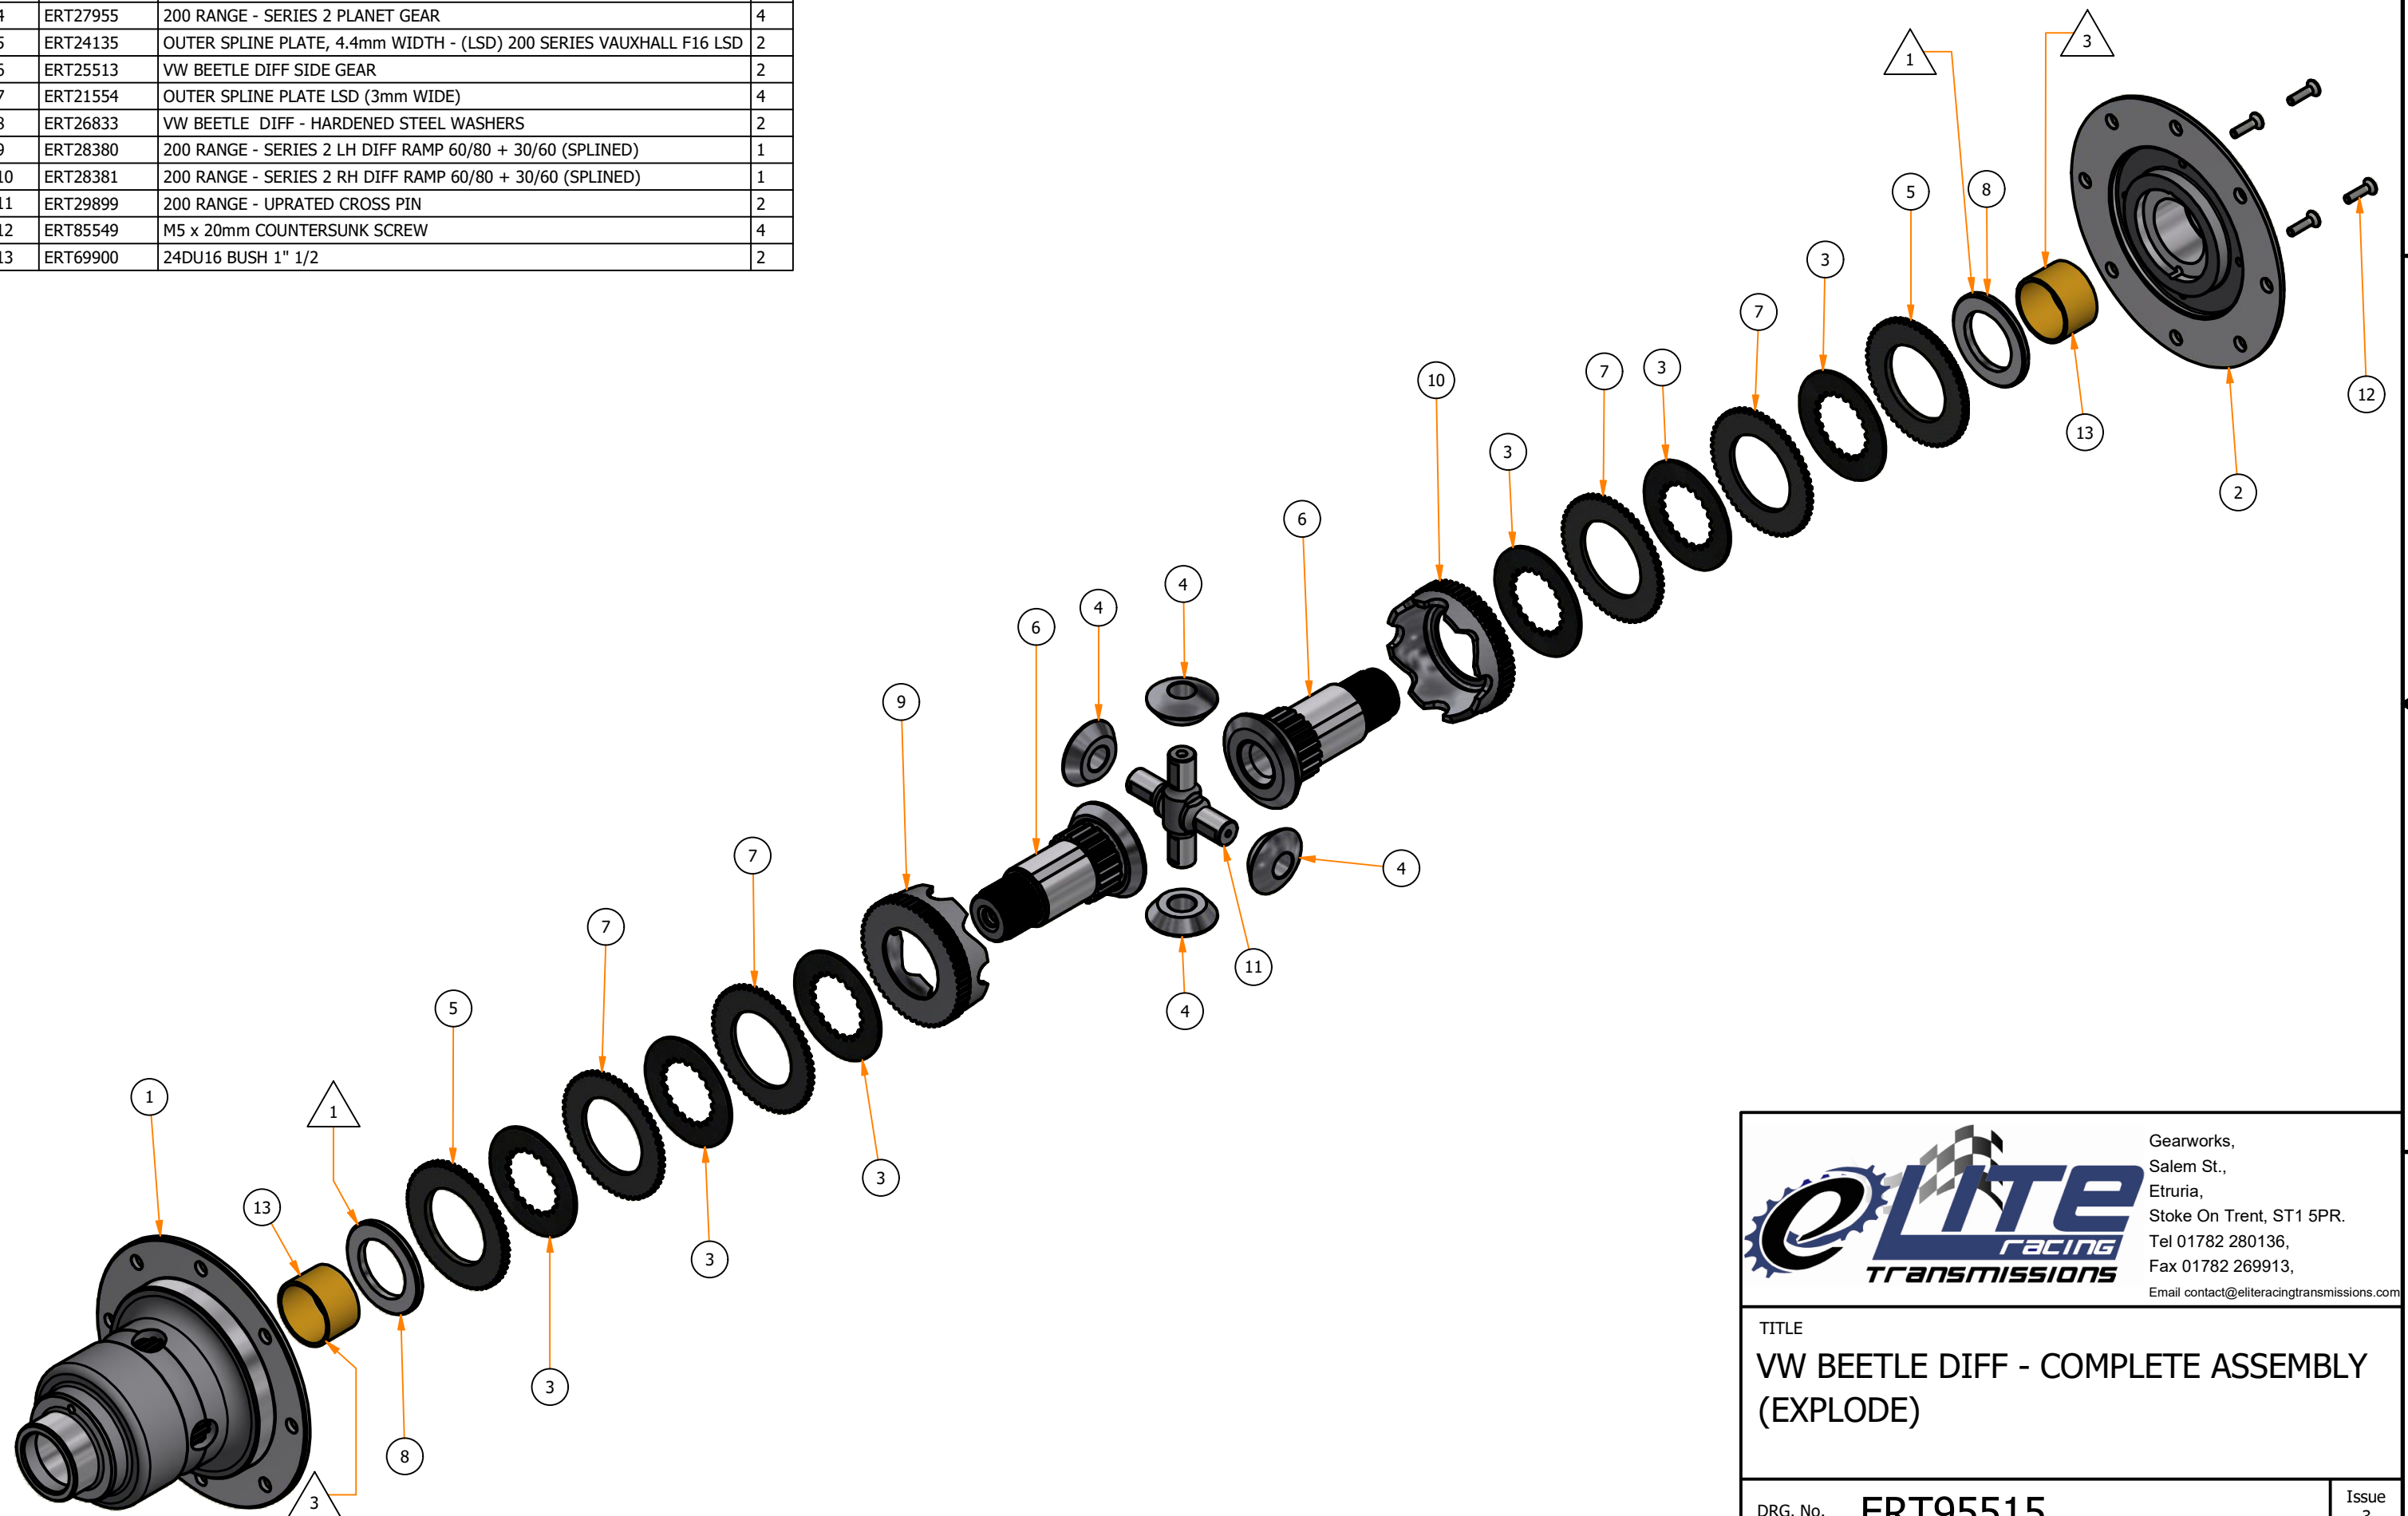 4 ERT27955 200 RANGE - SERIES 2 PLANET GEAR 4
5 ERT24135 OUTER SPLINE PLATE, 4.4mm WIDTH - (LSD) 200 SERIES VAUXHALL F16 LSD 2
6 ERT25513 VW BEETLE DIFF SIDE GEAR 2
7 ERT21554 OUTER SPLINE PLATE LSD (3mm WIDE) 4
8 ERT26833 VW BEETLE  DIFF - HARDENED STEEL WASHERS 2
9 ERT28380 200 RANGE - SERIES 2 LH DIFF RAMP 60/80 + 30/60 (SPLINED) 1
10 ERT28381 200 RANGE - SERIES 2 RH DIFF RAMP 60/80 + 30/60 (SPLINED) 1
11 ERT29899 200 RANGE - UPRATED CROSS PIN 2
12 ERT85549 M5 x 20mm COUNTERSUNK SCREW 4
13 ERT69900 24DU16 BUSH 1" 1/2 2
3
1
5
8
3
7
7
3
10
12
13
3
2
6
4
4
6
9
4
7
11
7
4
5
3
1
1
3
13
3
8
3
eLITE
racing
Transmissions
Gearworks,
Salem St.,
Etruria,
Stoke On Trent, ST1 5PR.
Tel 01782 280136,
Fax 01782 269913,
Email contact@eliteracingtransmissions.com
TITLE
VW BEETLE DIFF - COMPLETE ASSEMBLY
(EXPLODE)
DRG. No. ERT95515
Issue
3